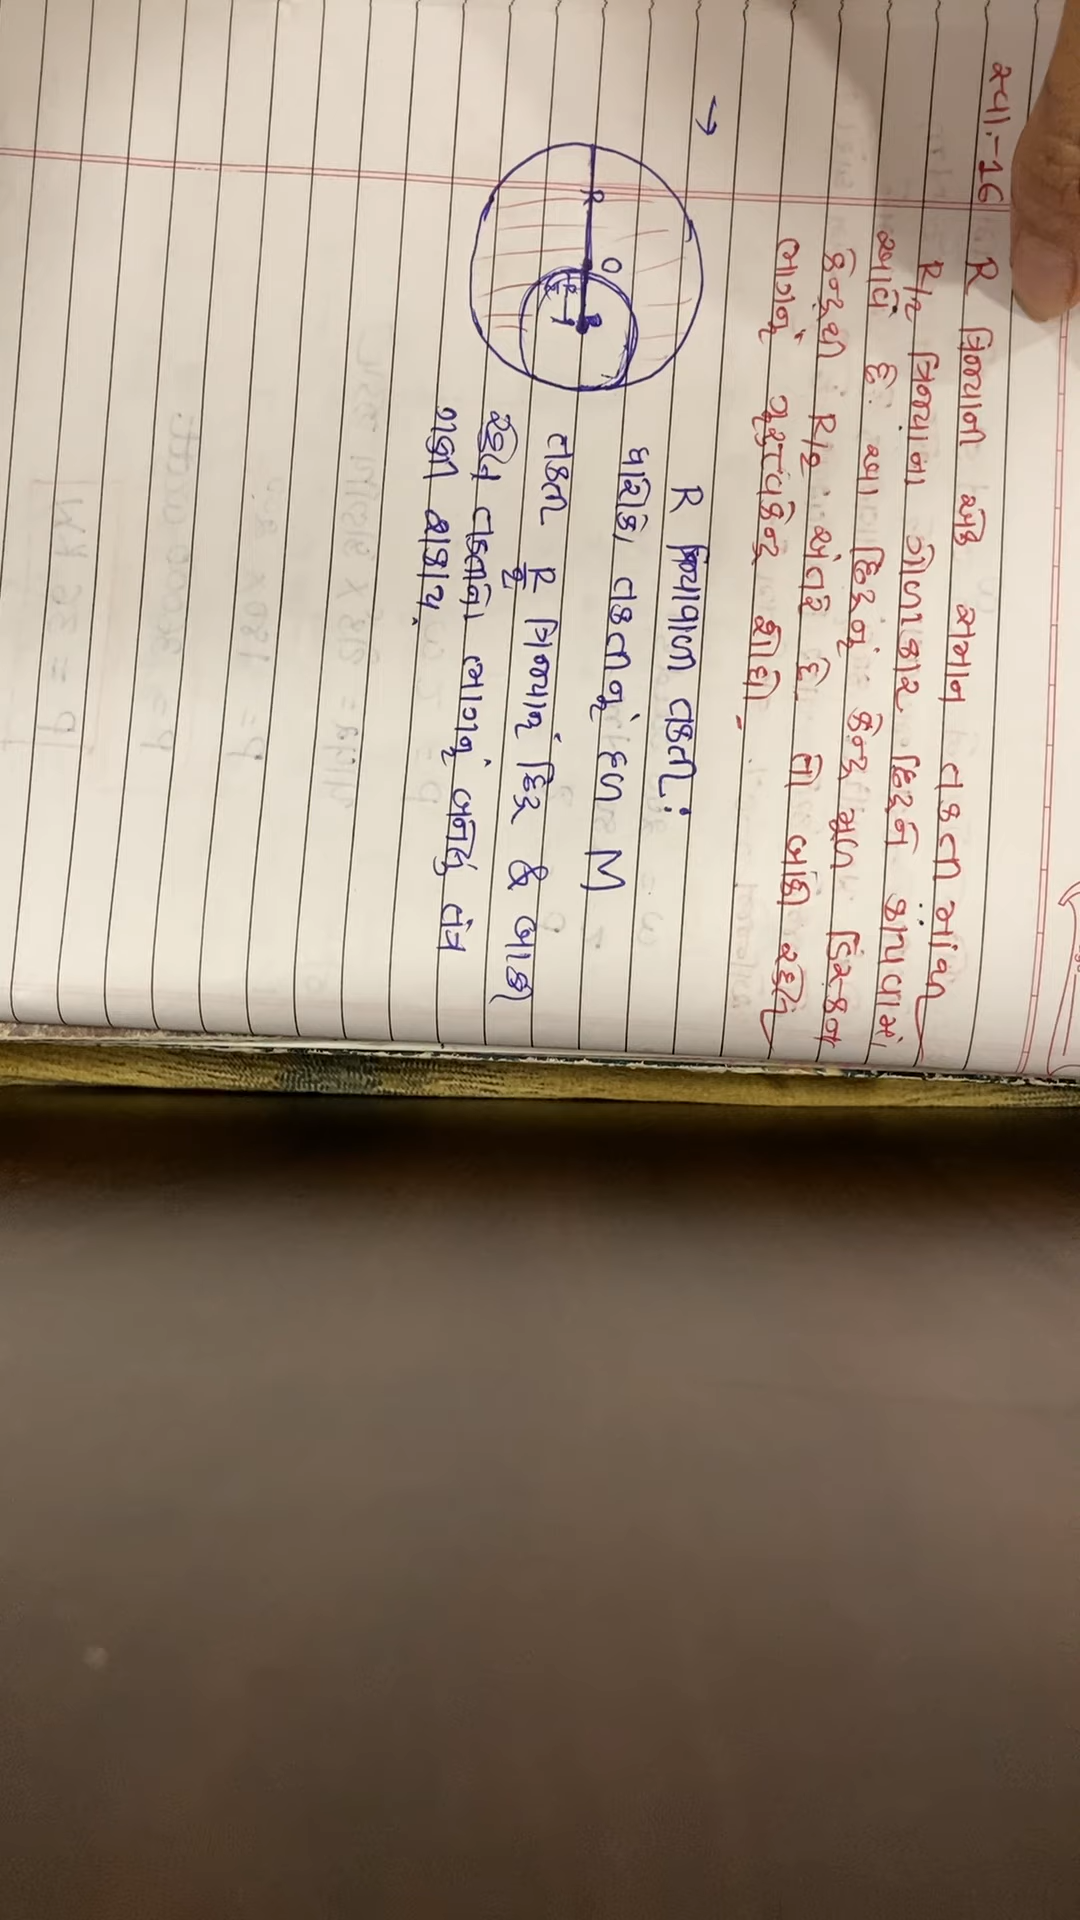 સ્વા.-16 R ત્રિજ્યાની એક સમાન તકતી માંથી
R/2 ત્રિજ્યાના ગોળાકાર છિદ્રને કાપવામાં
આવે છે. આ છિદ્રનું કેન્દ્ર મૂળ ડિસ્કના
કેન્દ્રથી R/2 અંતરે છે. તો બાકી રહેલ
ભાગનું ગુરુત્વકેન્દ્ર શોધો.
→
R
O
R ત્રિજ્યાવાળી તકતી:
ધારોકે તકતીનું દળ M
તકતી R/2 ત્રિજ્યાનું છિદ્ર & બાકી
રહેલ તકતીના ભાગનું બનેલું તંત્ર
ગણી શકાય.